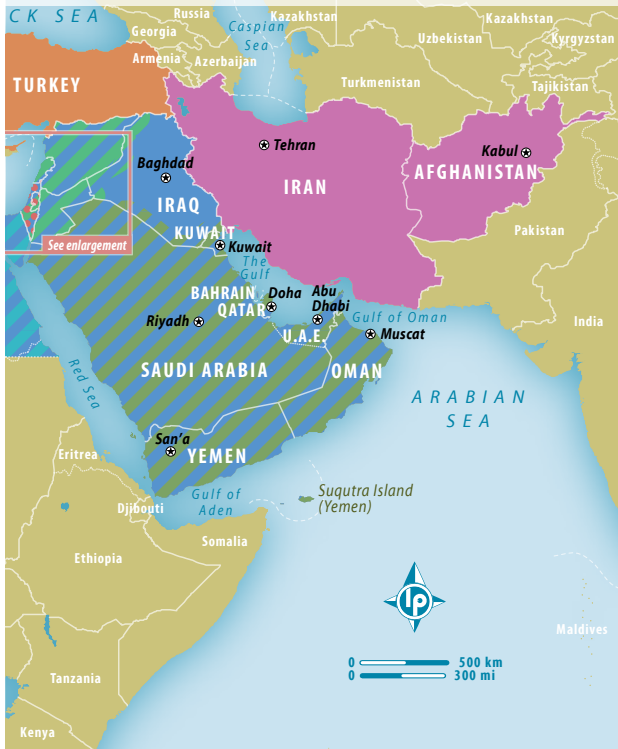 CK SEA
Russia
Kazakhstan
Kazakhstan
Georgia
Caspian
Sea
Uzbekistan
Kyrgyzstan
Armenia
Azerbaijan
TURKEY
Turkmenistan
Tajikistan
Tehran
Kabul
Baghdad
AFGHANISTAN
IRAN
IRAQ
KUWAIT
Kuwait
Pakistan
See enlargement
The
Gulf
BAHRAIN
Doha
Abu
Dhabi
QATAR
Riyadh
Gulf of Oman
India
U.A.E.
Muscat
SAUDI ARABIA
OMAN
Red Sea
ARABIAN
SEA
San'a
YEMEN
Eritrea
Gulf of
Aden
Suqutra Island
(Yemen)
Djibouti
Somalia
Ethiopia
lp
Maldives
0 500 km
0 300 mi
Tanzania
Kenya